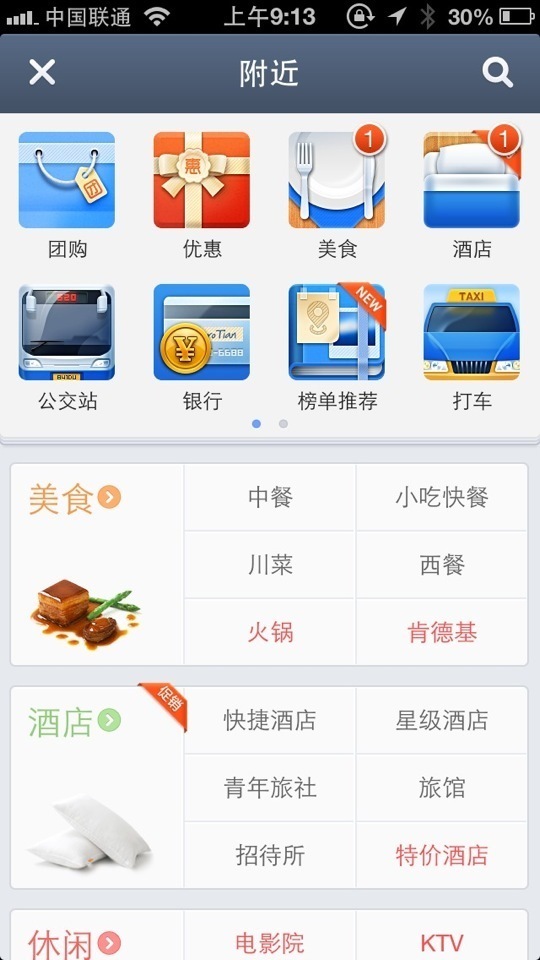 中国联通 上午9:13 30%
附近
团
惠
1
1
团购 优惠 美食 酒店
520
BAIDU
roTian
-6688
NEW
TAXI
公交站 银行 榜单推荐 打车
美食 中餐 小吃快餐
川菜 西餐
火锅 肯德基
促销
酒店 快捷酒店 星级酒店
青年旅社 旅馆
招待所 特价酒店
休闲 电影院 KTV